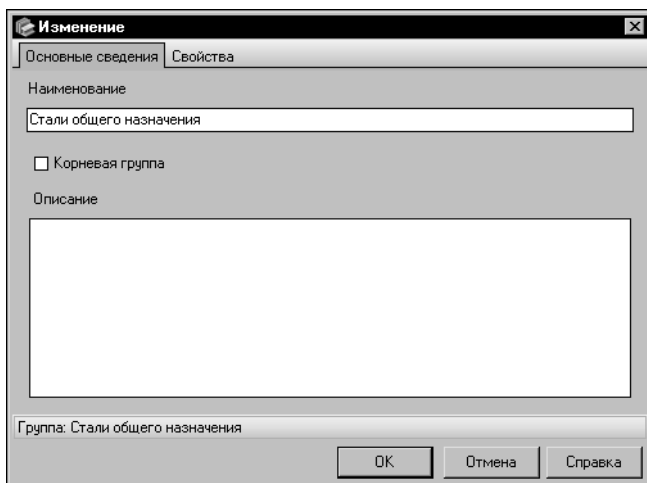 Изменение
Основные сведения Свойства
Наименование
Стали общего назначения
Корневая группа
Описание
Группа: Стали общего назначения
OK Отмена Справка